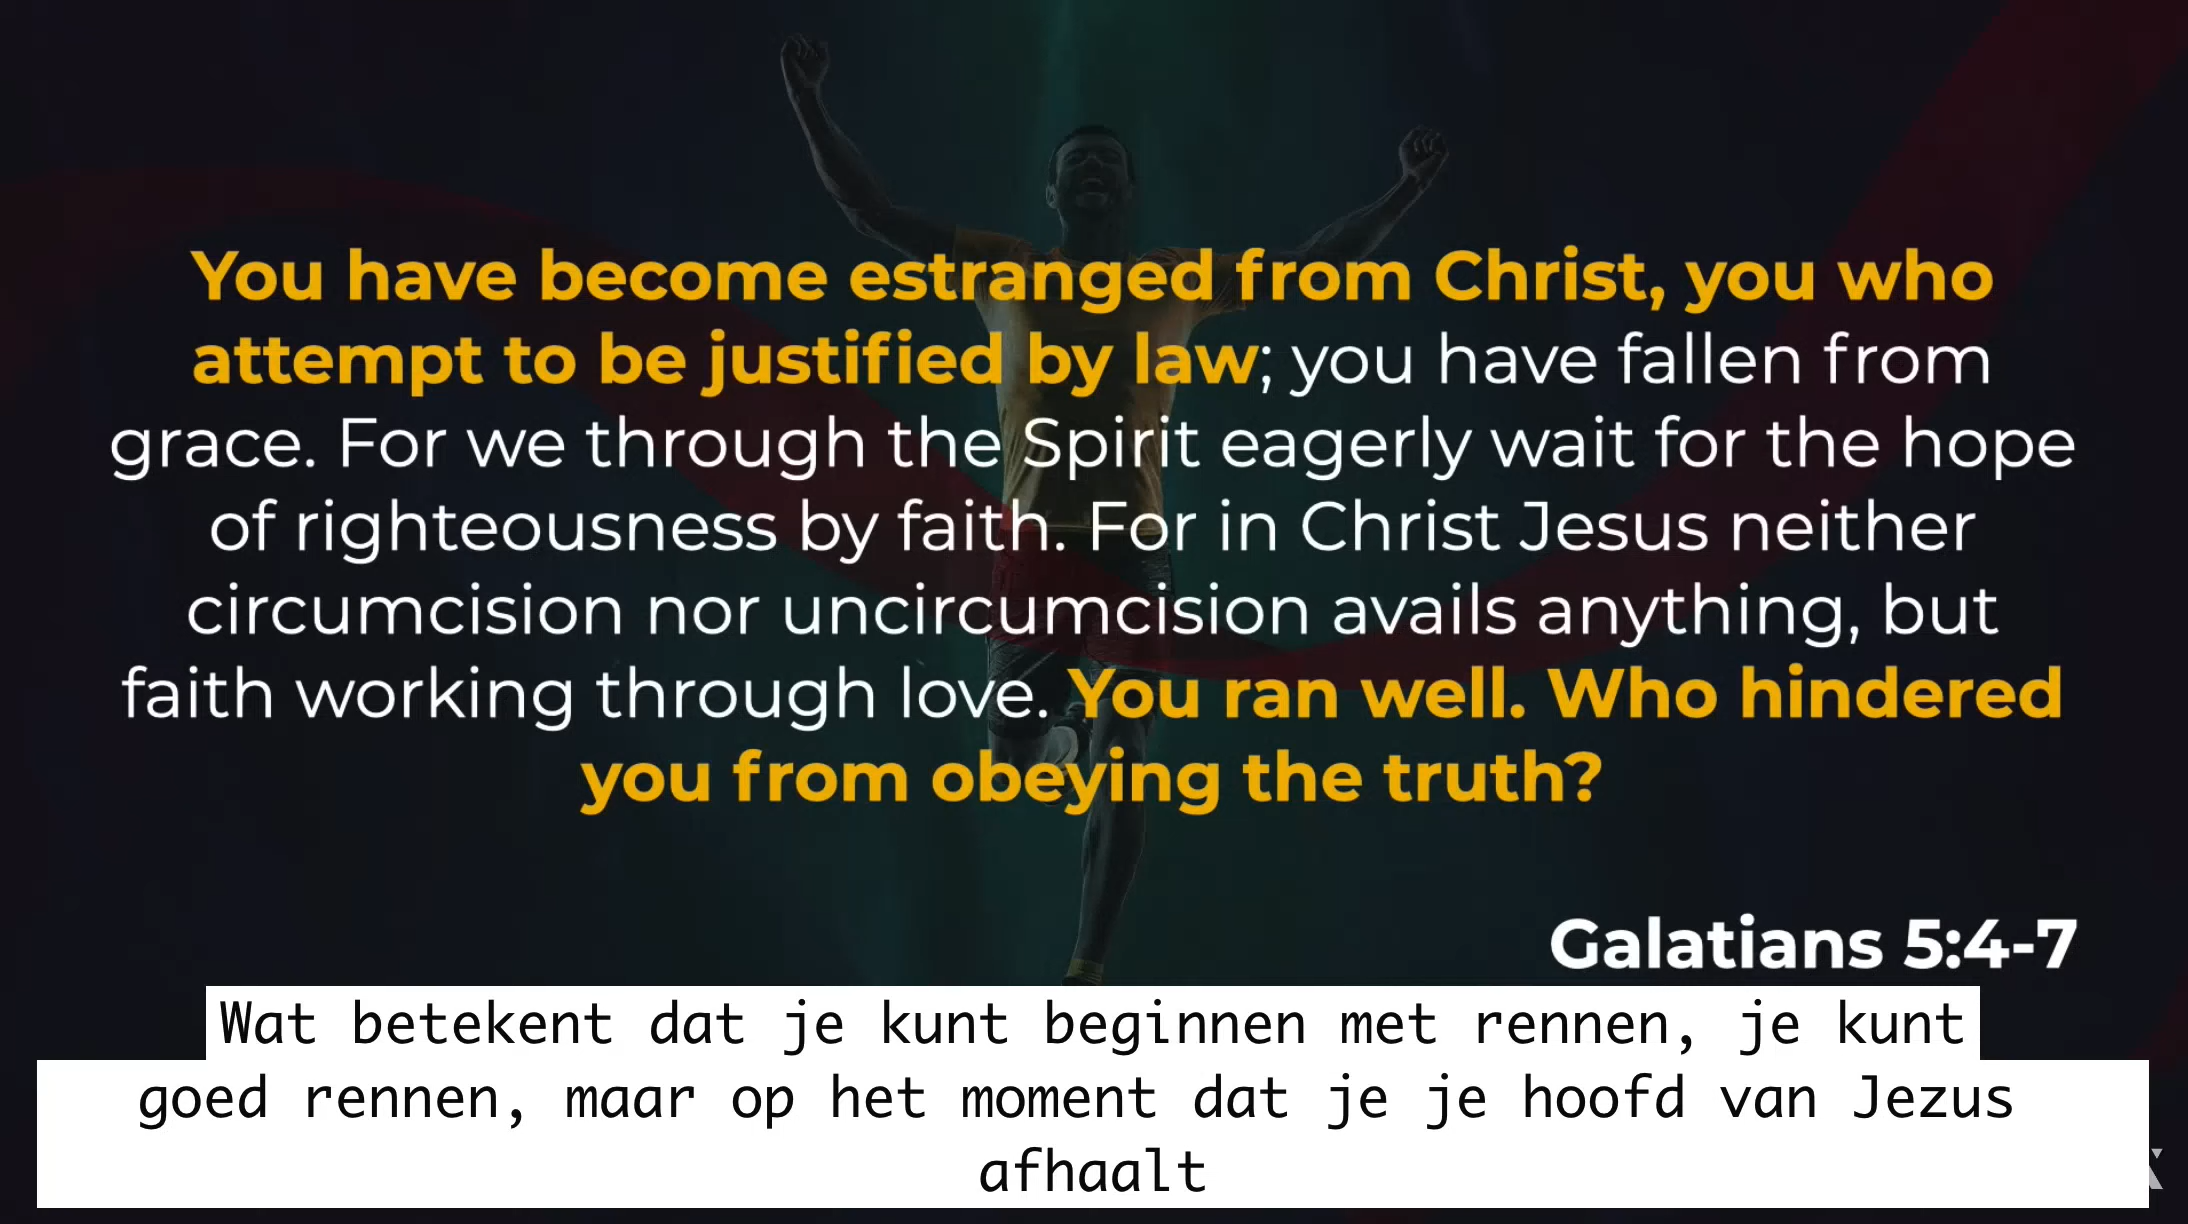 You have become estranged from Christ, you who
attempt to be justified by law; you have fallen from
grace. For we through the Spirit eagerly wait for the hope
of righteousness by faith. For in Christ Jesus neither
circumcision nor uncircumcision avails anything, but
faith working through love. You ran well. Who hindered
you from obeying the truth?
Galatians 5:4-7
Wat betekent dat je kunt beginnen met rennen, je kunt
goed rennen, maar op het moment dat je je hoofd van Jezus
afhaalt